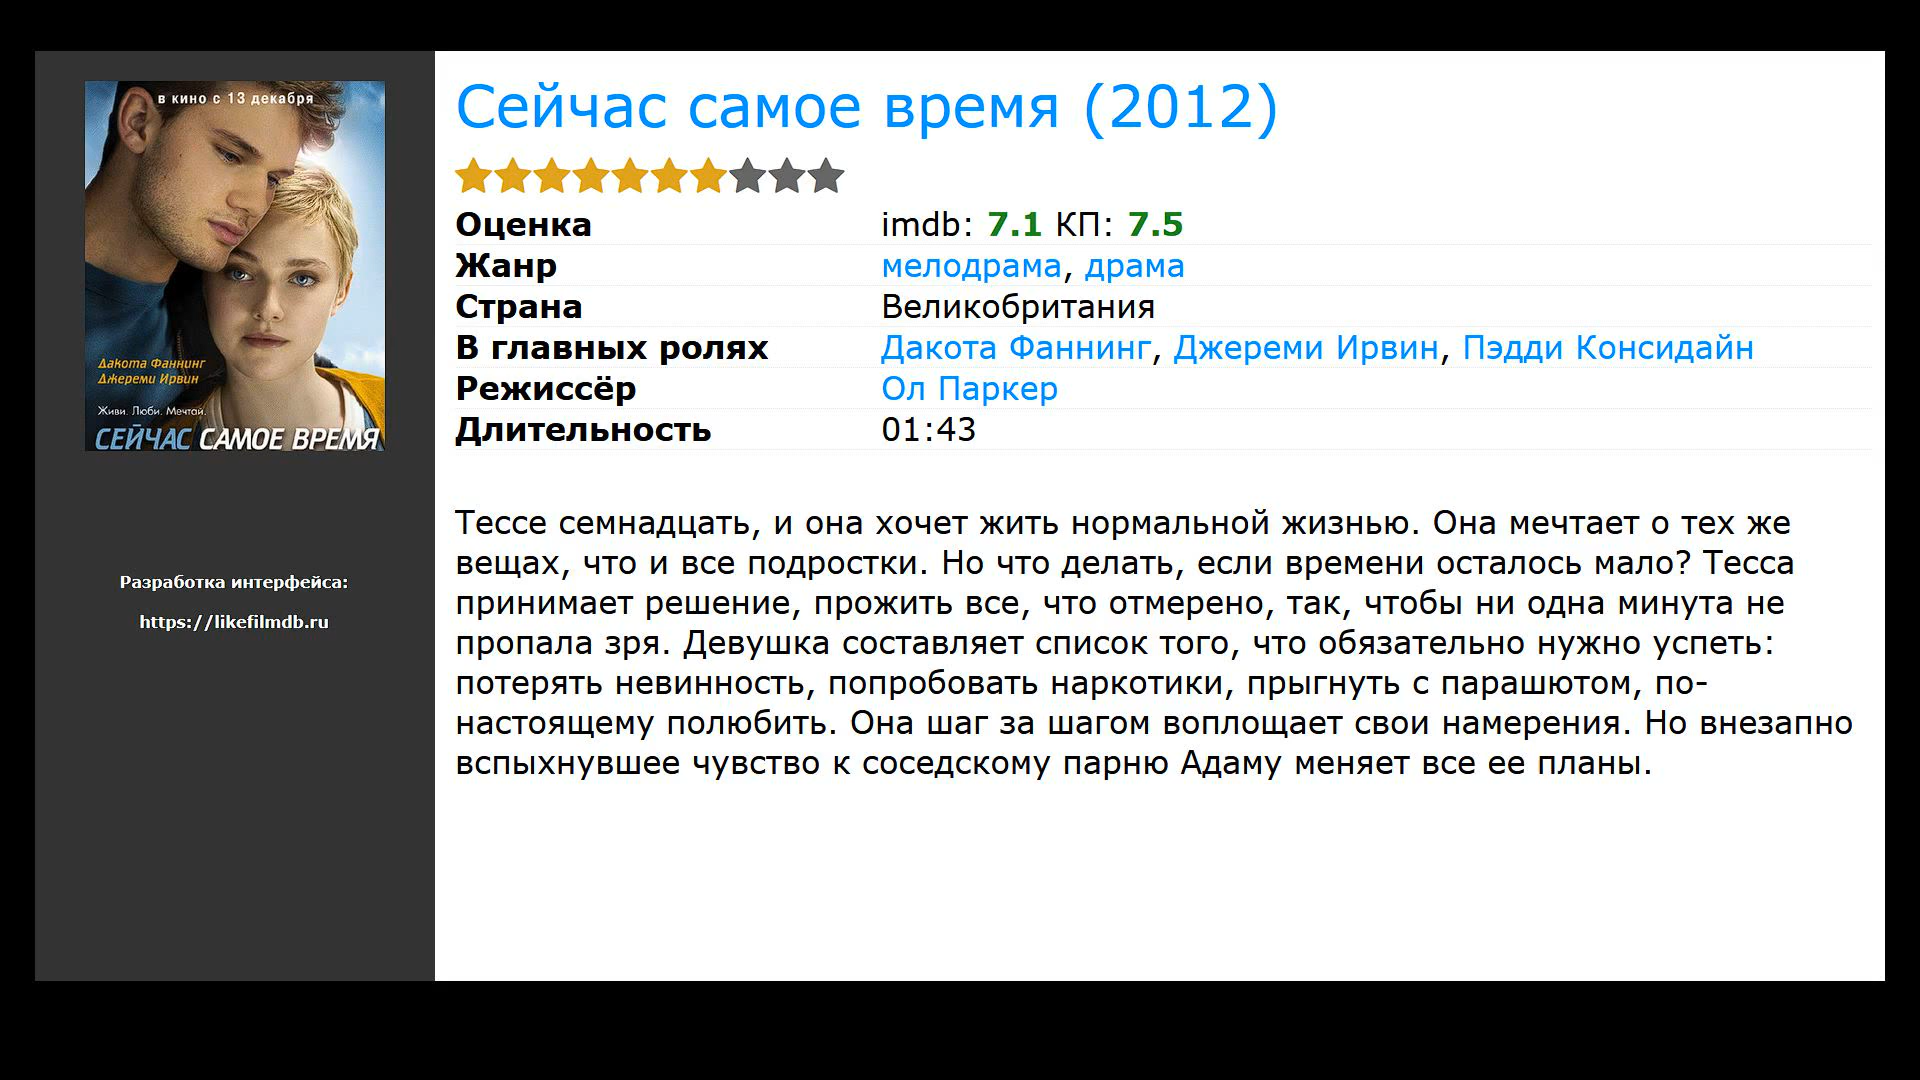 в кино с 13 декабря
Дакота Фаннинг
Джереми Ирвин
Живи. Люби. Мечтай.
СЕЙЧАС САМОЕ ВРЕМЯ
Разработка интерфейса:
https://likefilmdb.ru
Сейчас самое время (2012)
Оценка imdb: 7.1 КП: 7.5
Жанр мелодрама, драма
Страна Великобритания
В главных ролях Дакота Фаннинг, Джереми Ирвин, Пэдди Консидайн
Режиссёр Ол Паркер
Длительность 01:43
Тессе семнадцать, и она хочет жить нормальной жизнью. Она мечтает о тех же
вещах, что и все подростки. Но что делать, если времени осталось мало? Тесса
принимает решение, прожить все, что отмерено, так, чтобы ни одна минута не
пропала зря. Девушка составляет список того, что обязательно нужно успеть:
потерять невинность, попробовать наркотики, прыгнуть с парашютом, по-
настоящему полюбить. Она шаг за шагом воплощает свои намерения. Но внезапно
вспыхнувшее чувство к соседскому парню Адаму меняет все ее планы.